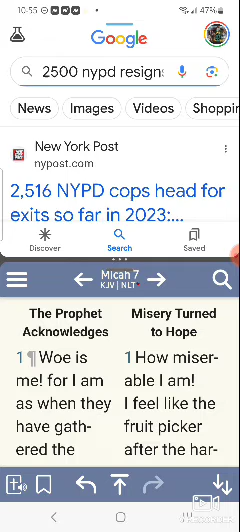 10:55
47%
Google
2500 nypd resign
News
Images
Videos
Shoppin
New York Post
nypost.com
2,516 NYPD cops head for
exits so far in 2023:...
Discover
Search
Saved
Micah 7
KJV | NLT
The Prophet
Acknowledges
1 ¶ Woe is
me! for I am
as when they
have gath-
ered the
Misery Turned
to Hope
1 How miser-
able I am!
I feel like the
fruit picker
after the har-